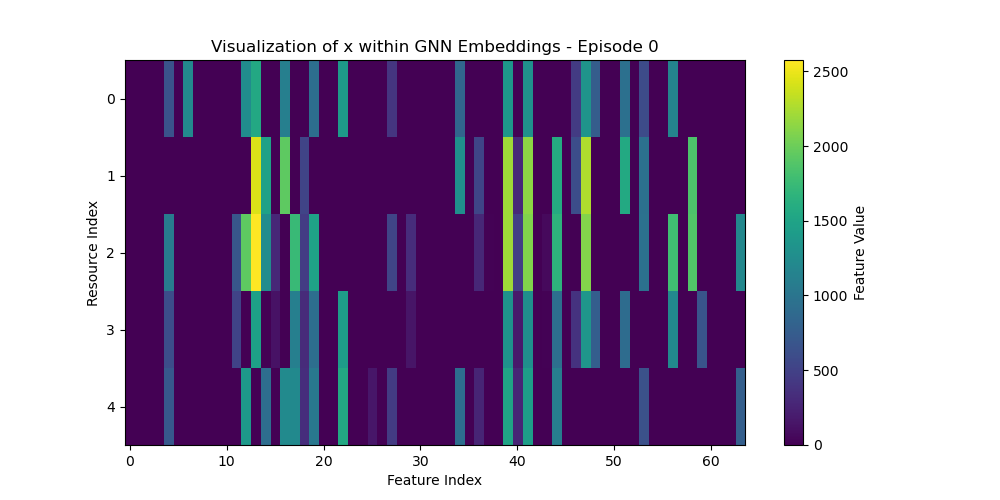 Visualization of x within GNN Embeddings - Episode 0
Resource Index
0
1
2
3
4
0 10 20 30 40 50 60
Feature Index
2500
2000
1500
1000
500
0
Feature Value